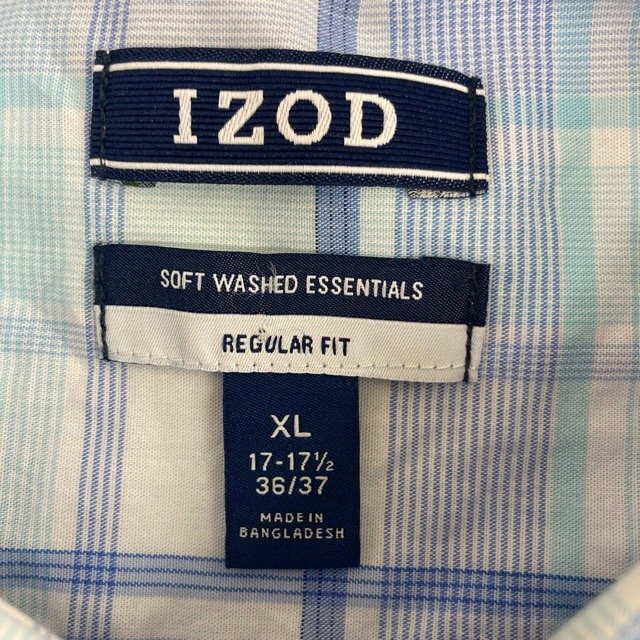 IZOD
SOFT WASHED ESSENTIALS
REGULAR FIT
XL
17-17½
36/37
MADE IN
BANGLADESH